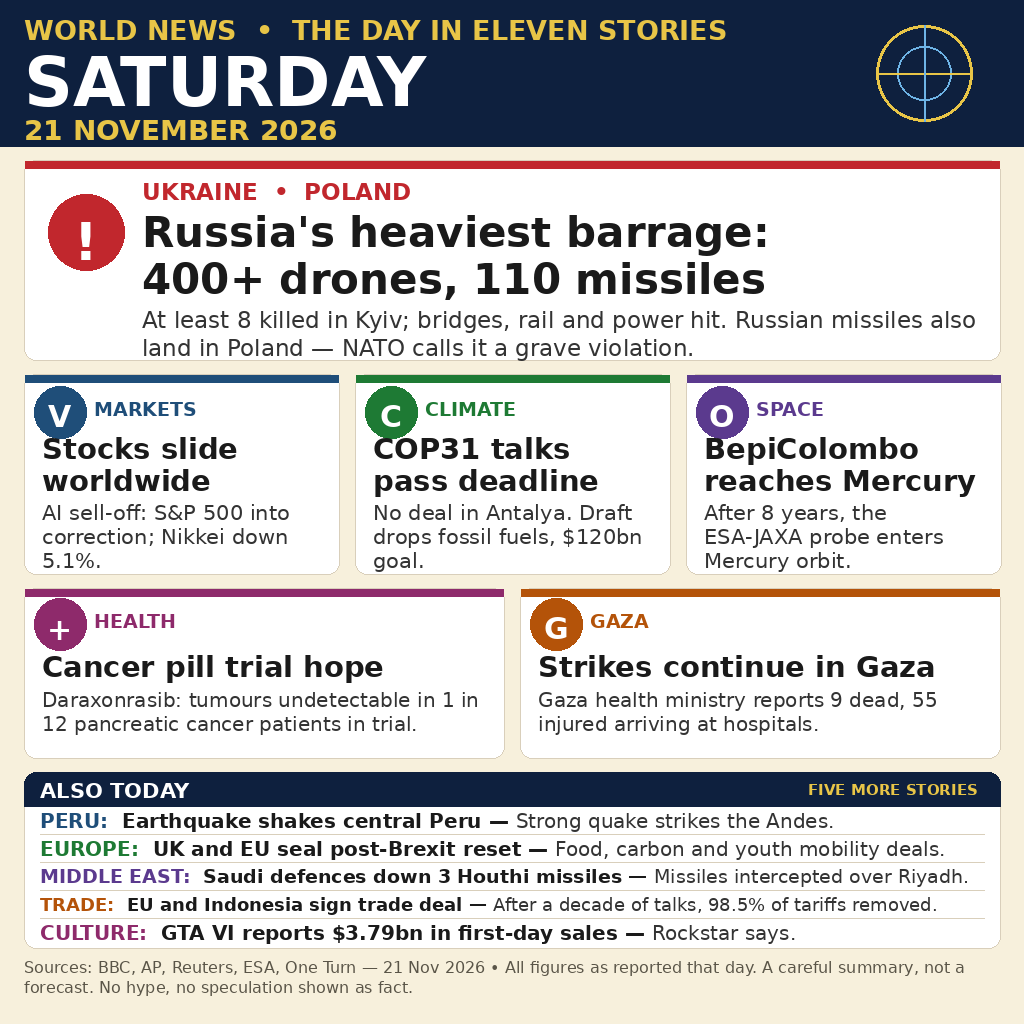 WORLD NEWS • THE DAY IN ELEVEN STORIES
SATURDAY
21 NOVEMBER 2026
!
UKRAINE • POLAND
Russia's heaviest barrage:
400+ drones, 110 missiles
At least 8 killed in Kyiv; bridges, rail and power hit. Russian missiles also
land in Poland — NATO calls it a grave violation.
V
MARKETS
Stocks slide
worldwide
AI sell-off: S&P 500 into
correction; Nikkei down
5.1%.
C
CLIMATE
COP31 talks
pass deadline
No deal in Antalya. Draft
drops fossil fuels, $120bn
goal.
O
SPACE
BepiColombo
reaches Mercury
After 8 years, the
ESA-JAXA probe enters
Mercury orbit.
+
HEALTH
Cancer pill trial hope
Daraxonrasib: tumours undetectable in 1 in
12 pancreatic cancer patients in trial.
G
GAZA
Strikes continue in Gaza
Gaza health ministry reports 9 dead, 55
injured arriving at hospitals.
ALSO TODAY
FIVE MORE STORIES
PERU: Earthquake shakes central Peru — Strong quake strikes the Andes.
EUROPE: UK and EU seal post-Brexit reset — Food, carbon and youth mobility deals.
MIDDLE EAST: Saudi defences down 3 Houthi missiles — Missiles intercepted over Riyadh.
TRADE: EU and Indonesia sign trade deal — After a decade of talks, 98.5% of tariffs removed.
CULTURE: GTA VI reports $3.79bn in first-day sales — Rockstar says.
Sources: BBC, AP, Reuters, ESA, One Turn — 21 Nov 2026 • All figures as reported that day. A careful summary, not a
forecast. No hype, no speculation shown as fact.